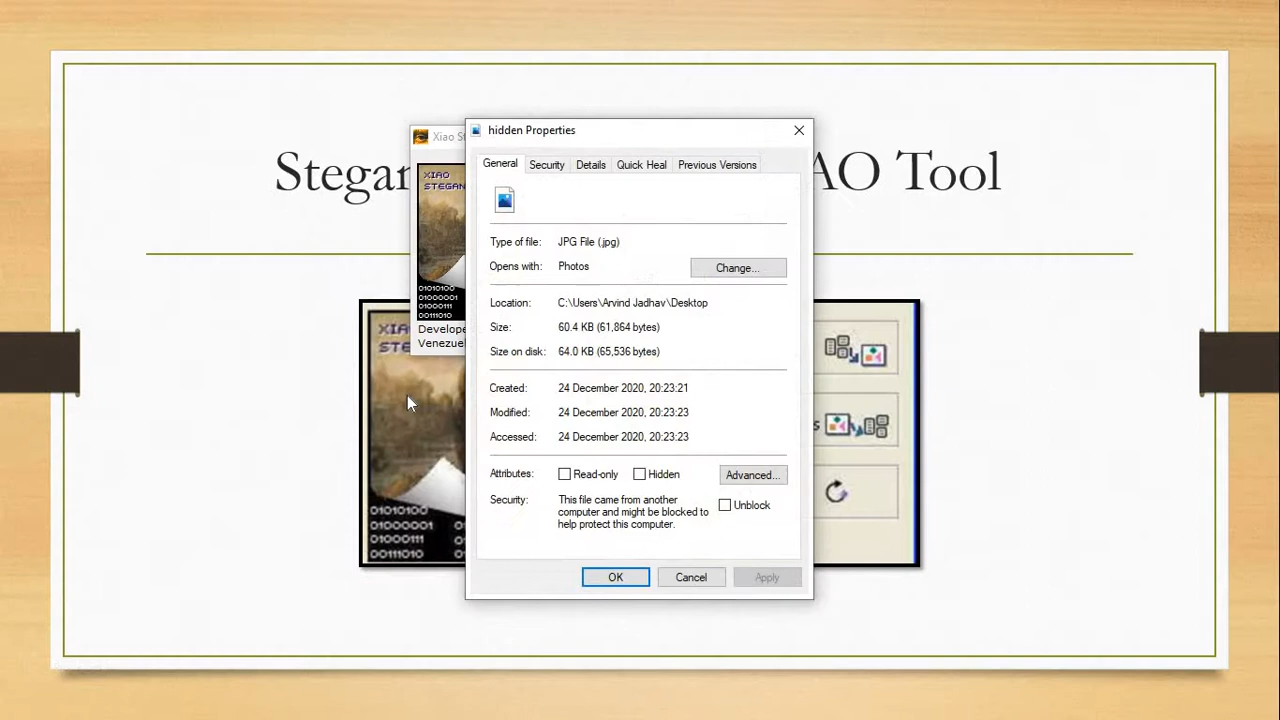 Stegan
AO Tool
Xiao St
XIAO
STEGAN
01010100
01000001
01000111
00111010
Develope
Venezuel
hidden Properties
General Security Details Quick Heal Previous Versions
Type of file: JPG File (.jpg)
Opens with: Photos Change...
Location: C:\Users\Arvind Jadhav\Desktop
Size: 60.4 KB (61,864 bytes)
Size on disk: 64.0 KB (65,536 bytes)
Created: 24 December 2020, 20:23:21
Modified: 24 December 2020, 20:23:23
Accessed: 24 December 2020, 20:23:23
Attributes: Read-only Hidden Advanced...
Security: This file came from another
computer and might be blocked to
help protect this computer.
Unblock
OK Cancel Apply
XIA
STE
01010100
01000001 0
01000111 0
00111010 0
s